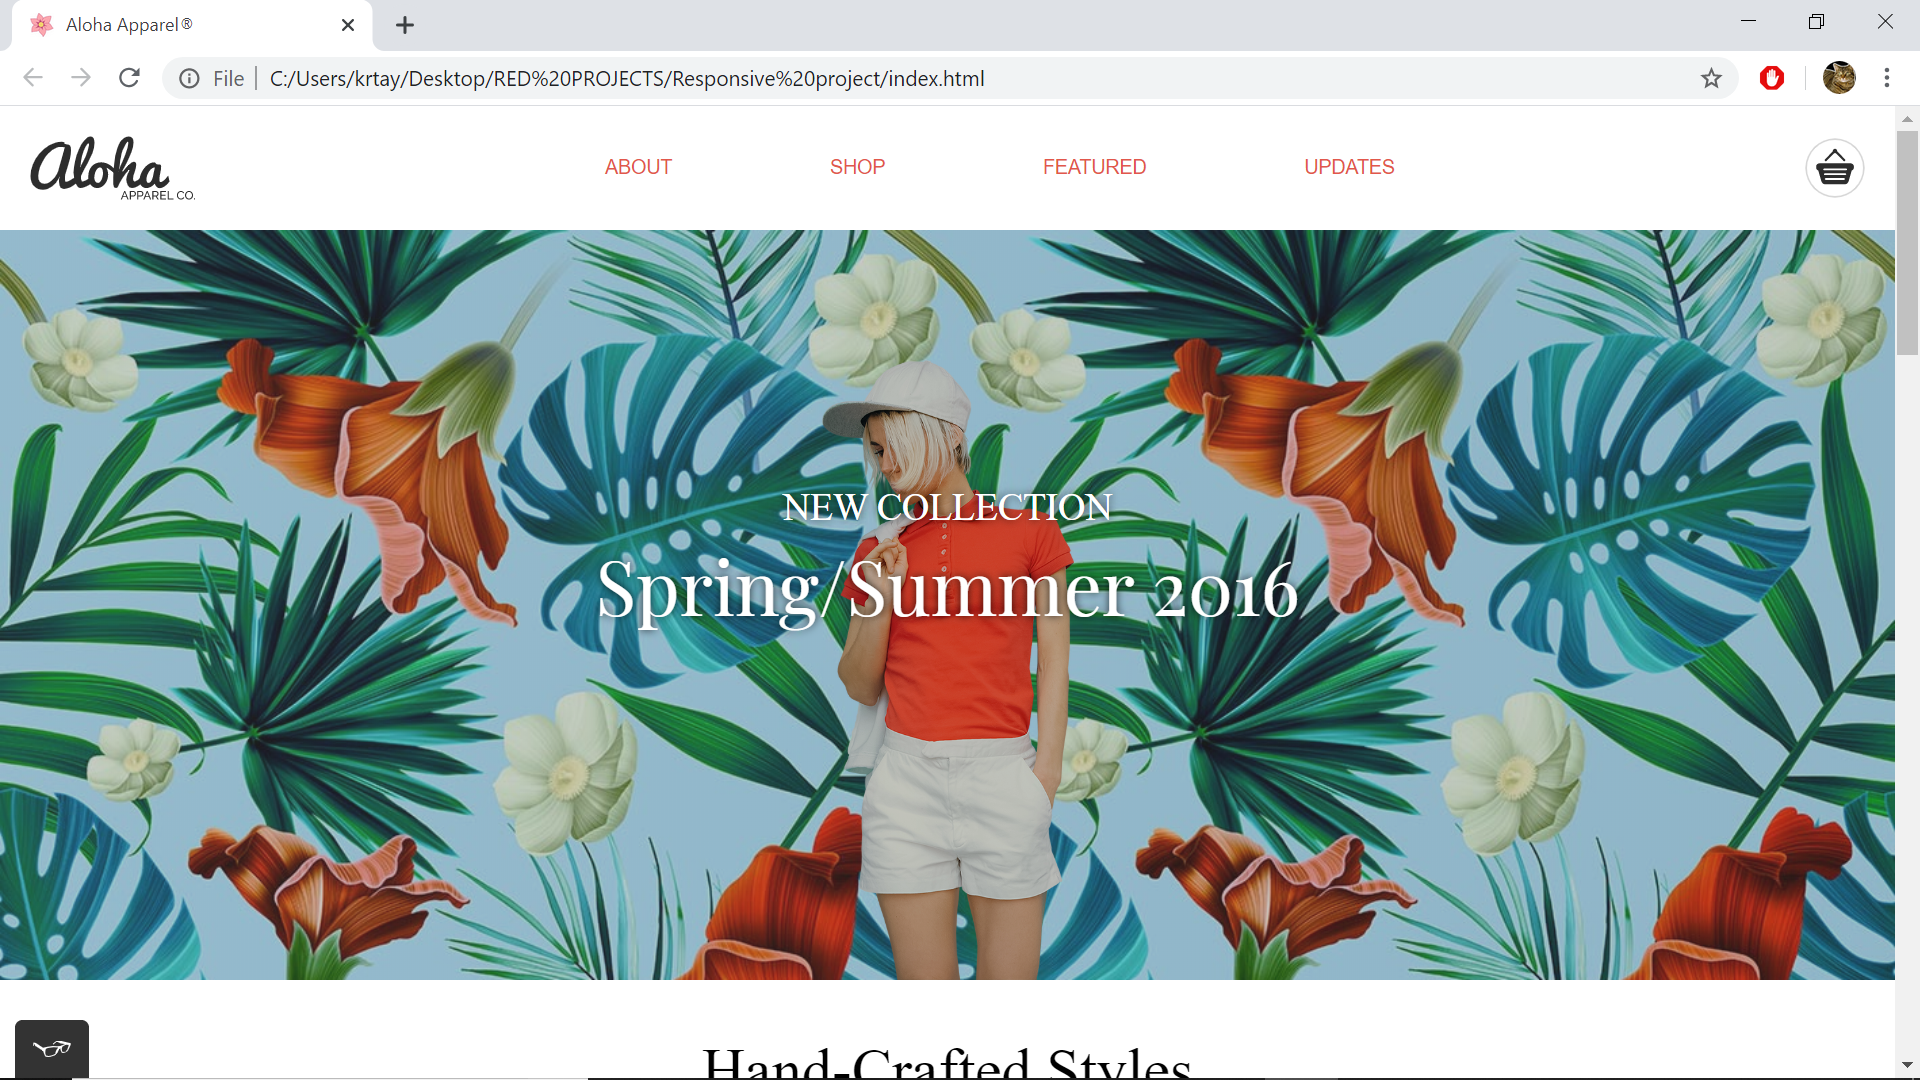 Aloha Apparel®
File
C:/Users/krtay/Desktop/RED%20PROJECTS/Responsive%20project/index.html
Aloha
APPAREL CO.
ABOUT
SHOP
FEATURED
UPDATES
NEW COLLECTION
Spring/Summer 2016
Hand-Crafted Styles